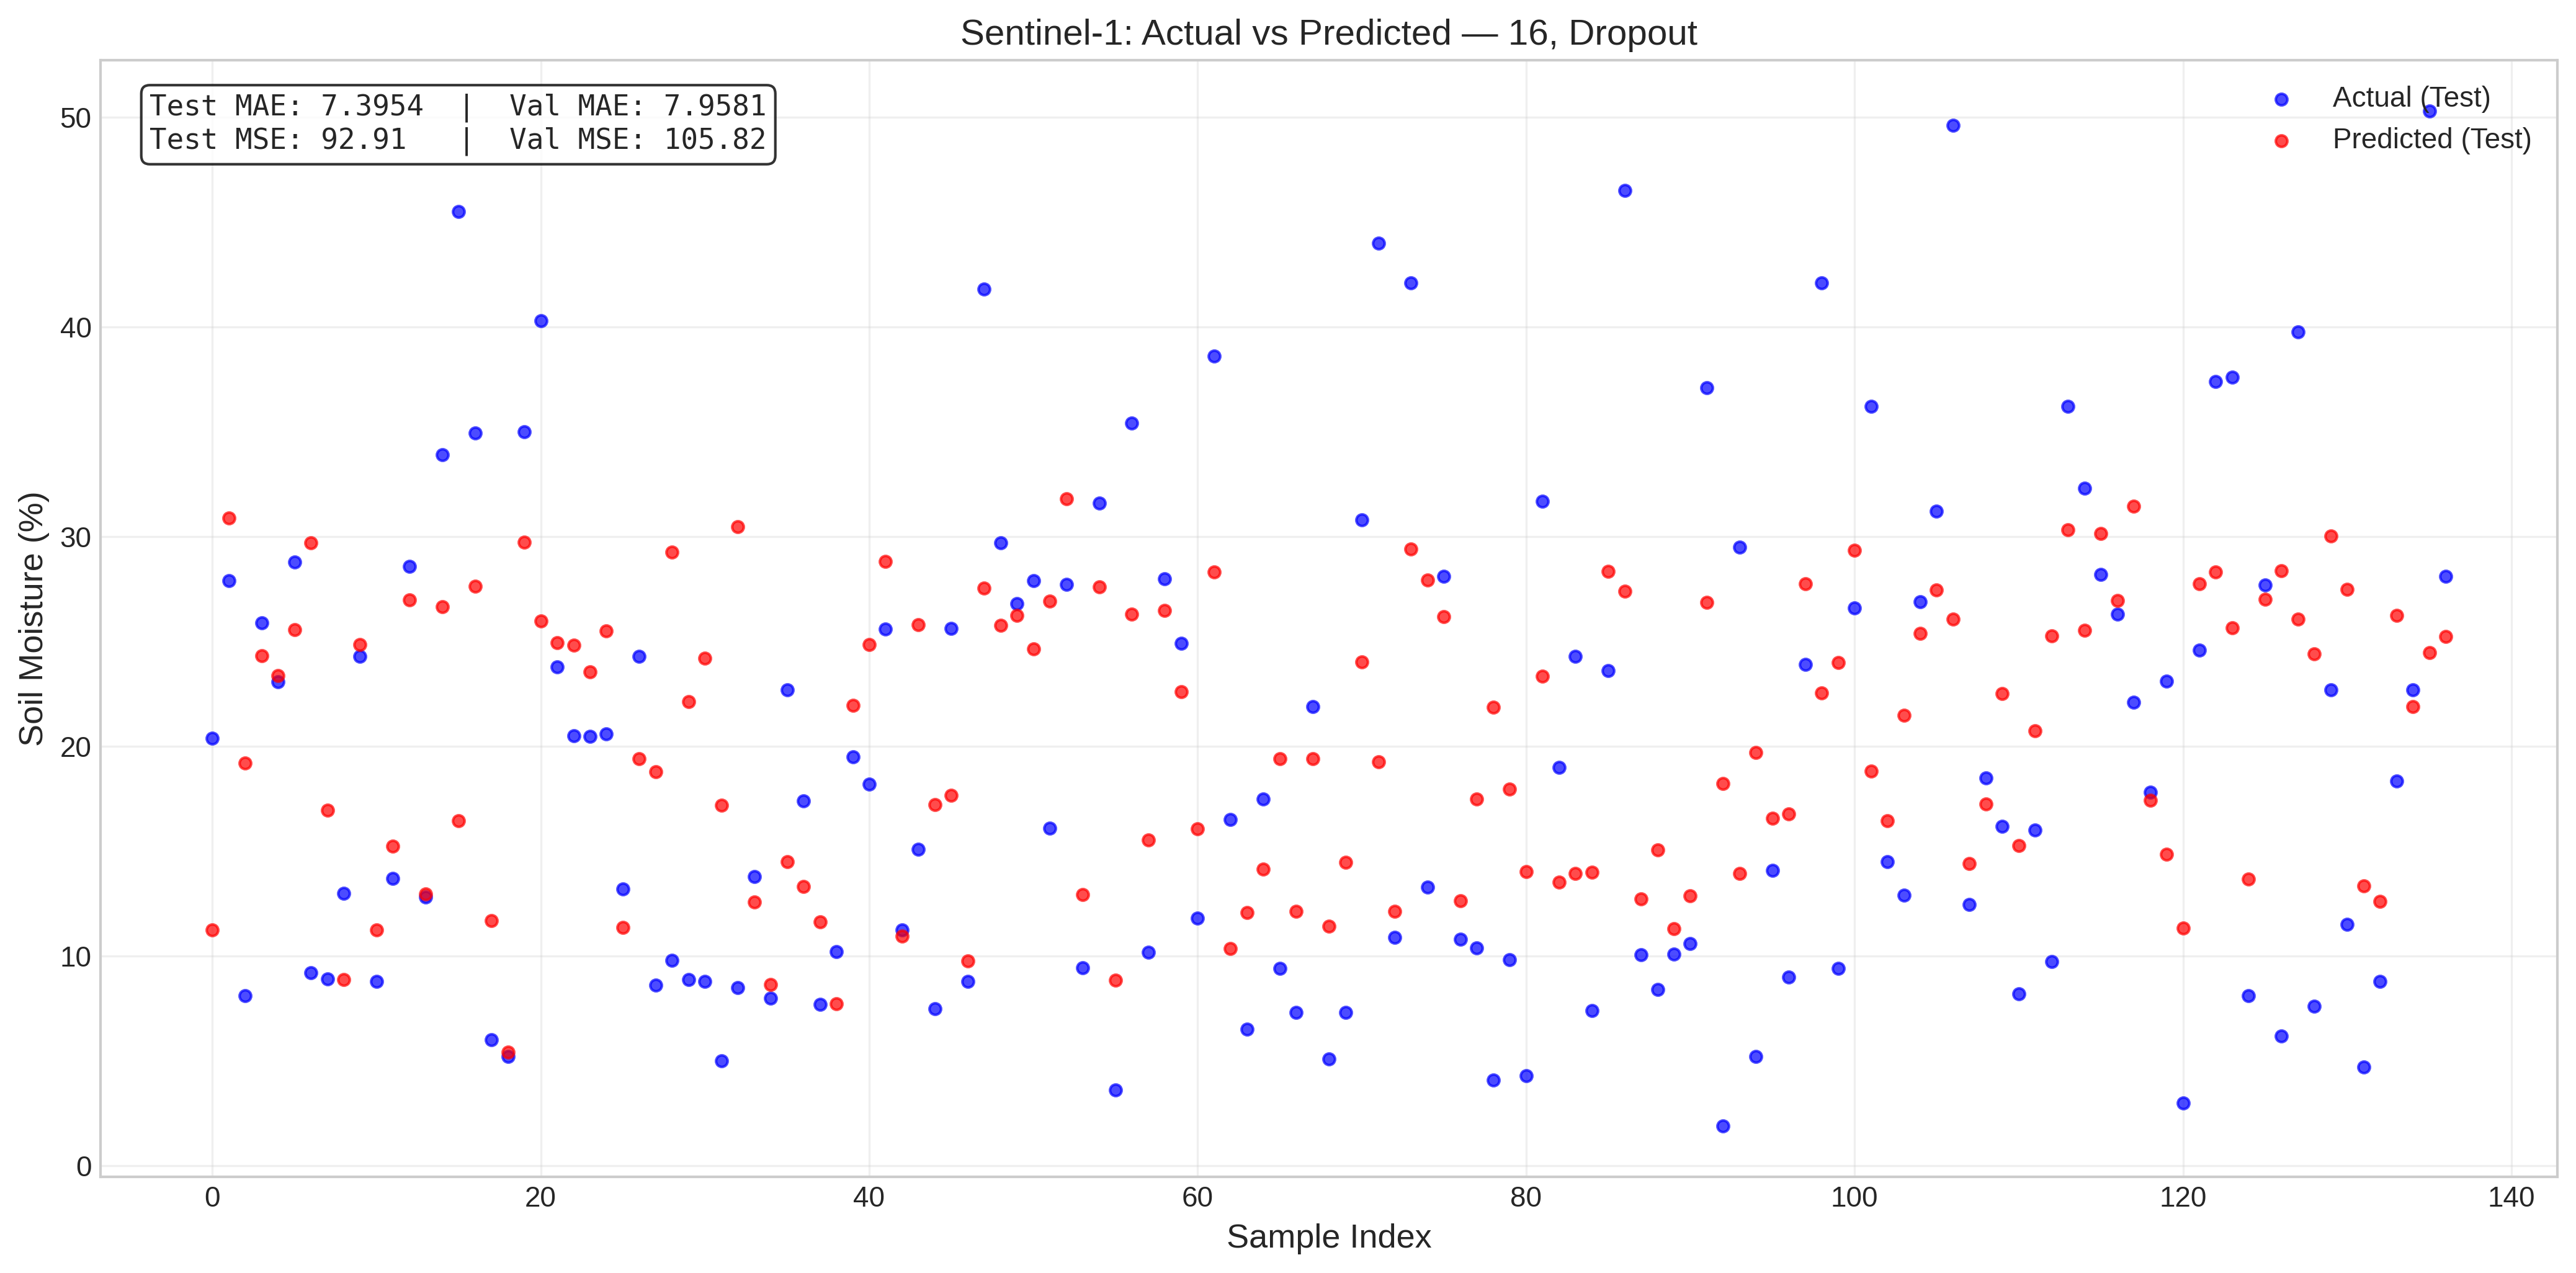 Sentinel-1: Actual vs Predicted — 16, Dropout
Test MAE: 7.3954 | Val MAE: 7.9581
Test MSE: 92.91 | Val MSE: 105.82
Actual (Test)
Predicted (Test)
Soil Moisture (%)
50
40
30
20
10
0
0 20 40 60 80 100 120 140
Sample Index